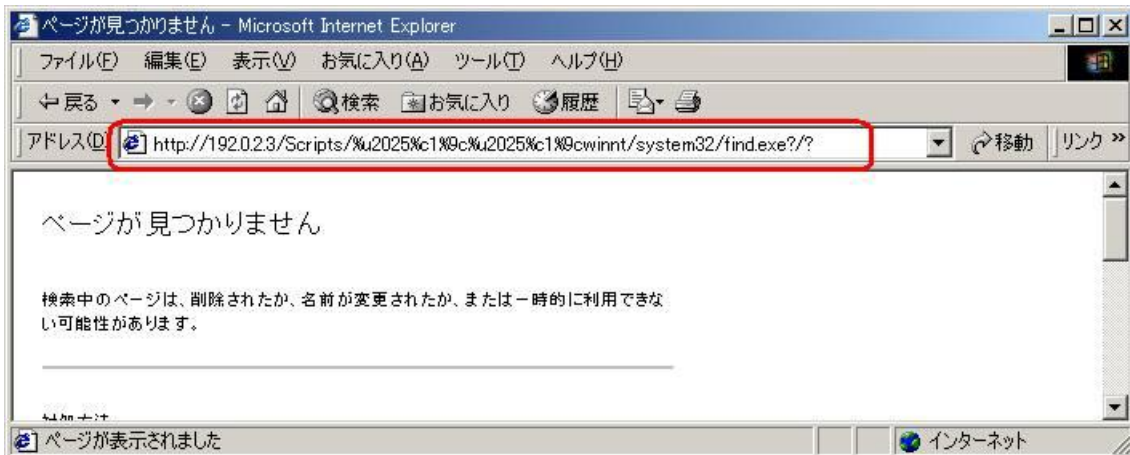 ページが見つかりません - Microsoft Internet Explorer
ファイル(F) 編集(E) 表示(V) お気に入り(A) ツール(T) ヘルプ(H)
戻る 検索 お気に入り 履歴
アドレス(D) http://192.0.2.3/Scripts/%u2025%c1%9c%u2025%c1%9cwinnt/system32/find.exe?/? 移動 リンク »
ページが見つかりません
検索中のページは、削除されたか、名前が変更されたか、または一時的に利用できな
い可能性があります。
ページが表示されました インターネット